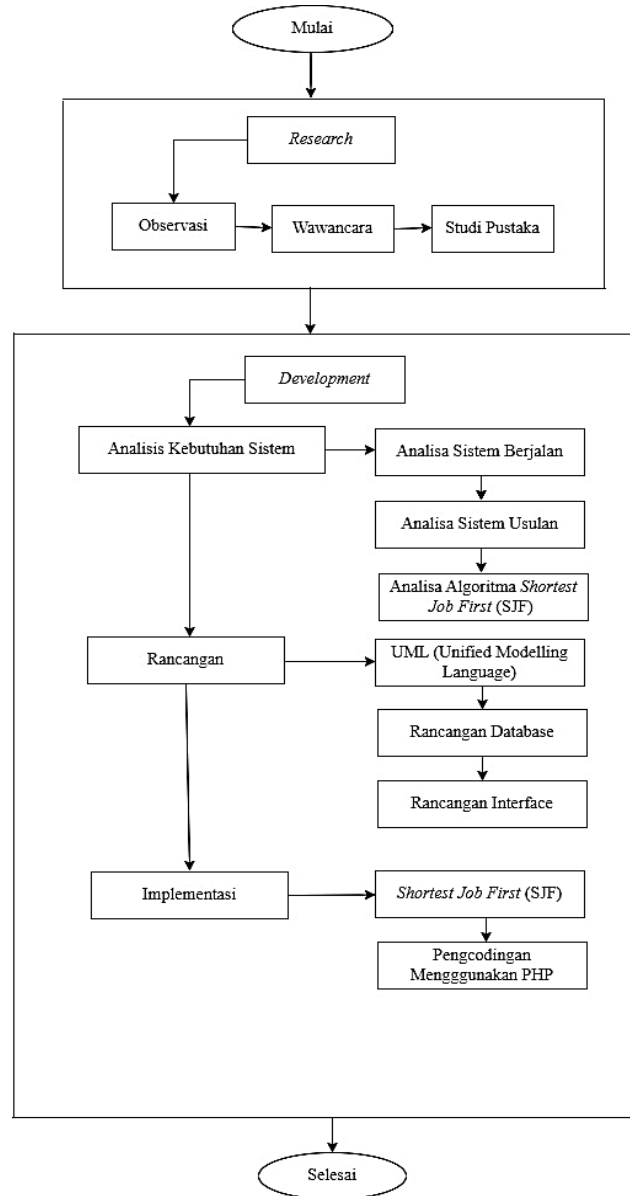 Mulai
Research
Observasi
Wawancara
Studi Pustaka
Development
Analisis Kebutuhan Sistem
Analisa Sistem Berjalan
Analisa Sistem Usulan
Analisa Algoritma Shortest
Job First (SJF)
Rancangan
UML (Unified Modelling
Language)
Rancangan Database
Rancangan Interface
Implementasi
Shortest Job First (SJF)
Pengcodingan
Mengggunakan PHP
Selesai